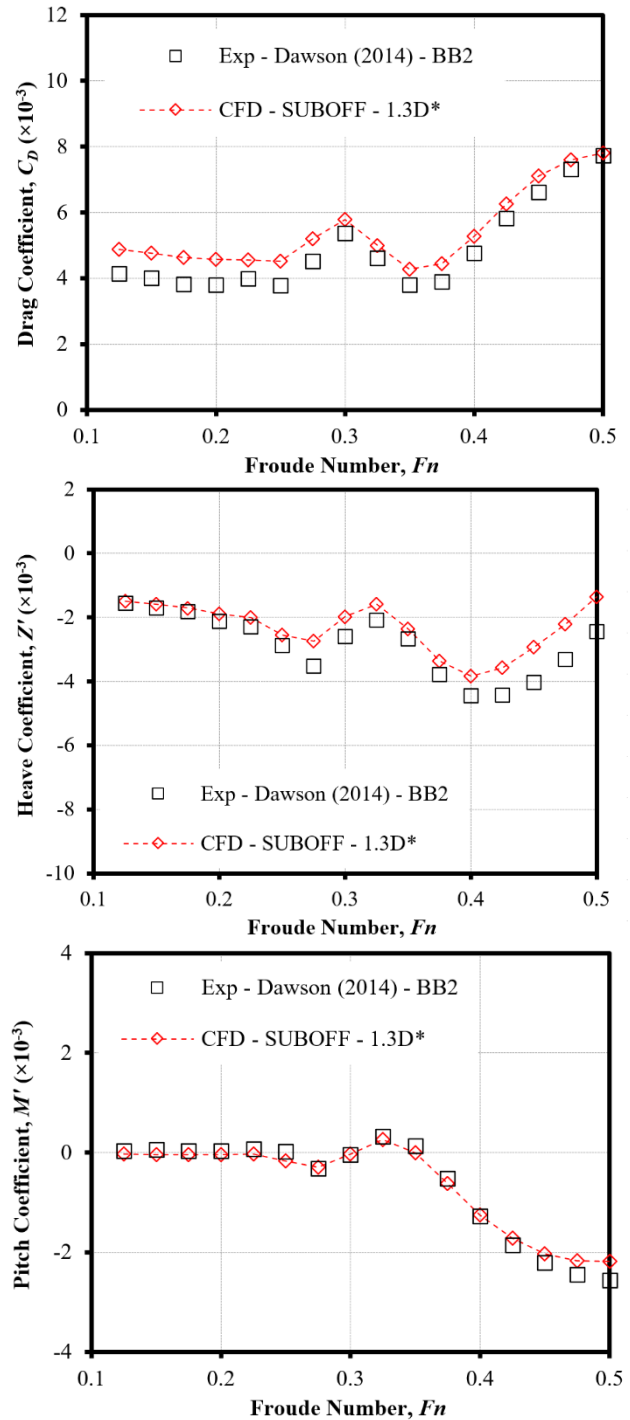 12
10
8
6
4
2
0
Drag Coefficient, C_D (×10⁻³)
Exp - Dawson (2014) - BB2
CFD - SUBOFF - 1.3D*
0.1 0.2 0.3 0.4 0.5
Froude Number, Fn
2
0
-2
-4
-6
-8
-10
Heave Coefficient, Z' (×10⁻³)
Exp - Dawson (2014) - BB2
CFD - SUBOFF - 1.3D*
0.1 0.2 0.3 0.4 0.5
Froude Number, Fn
4
2
0
-2
-4
Pitch Coefficient, M' (×10⁻³)
Exp - Dawson (2014) - BB2
CFD - SUBOFF - 1.3D*
0.1 0.2 0.3 0.4 0.5
Froude Number, Fn